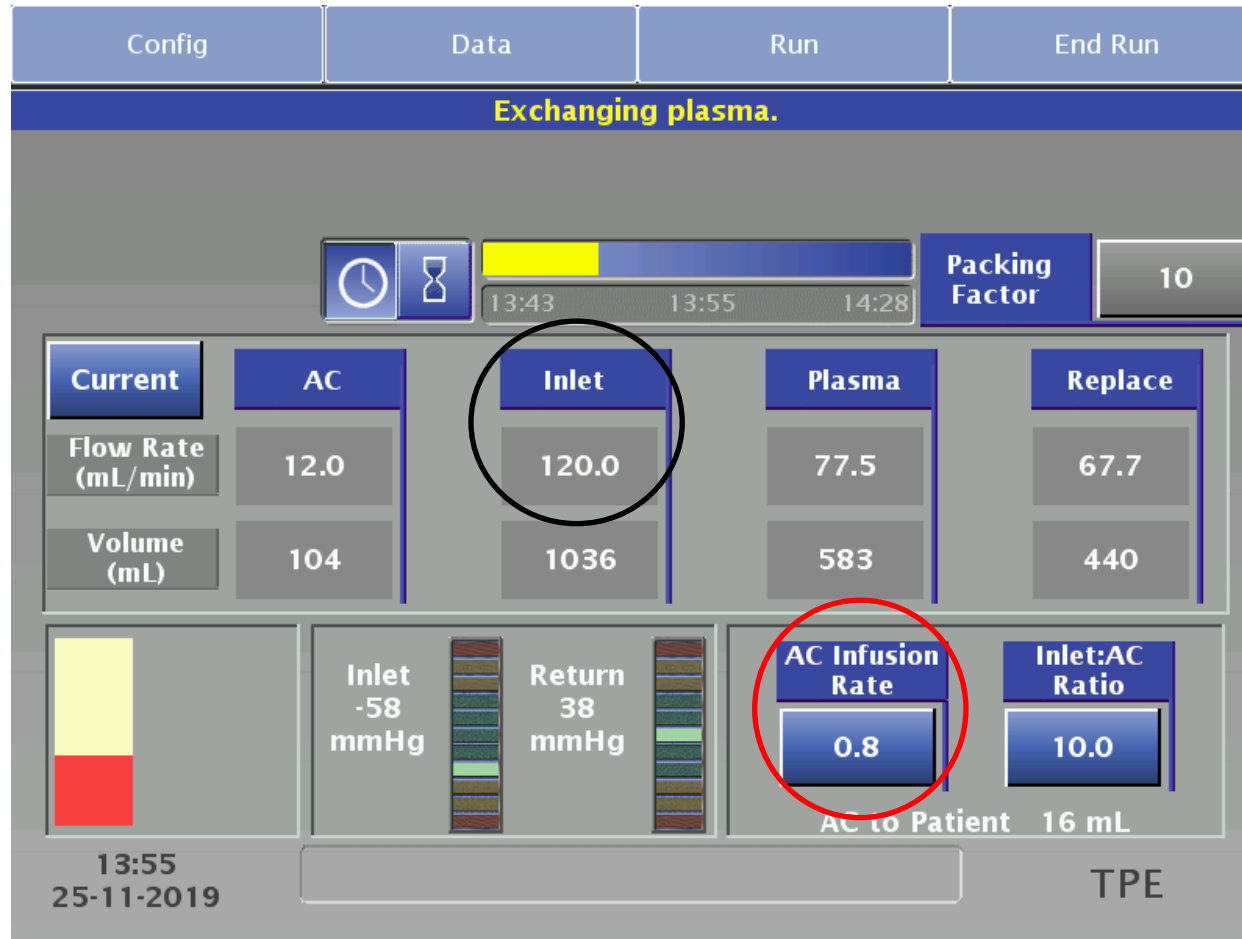 Config Data Run End Run
Exchanging plasma.
Packing
Factor
10
13:43 13:55 14:28
Current AC Inlet Plasma Replace
Flow Rate
(mL/min)
12.0 120.0 77.5 67.7
Volume
(mL)
104 1036 583 440
Inlet
-58
mmHg
Return
38
mmHg
AC Infusion
Rate
0.8
Inlet:AC
Ratio
10.0
AC to Patient 16 mL
13:55
25-11-2019
TPE